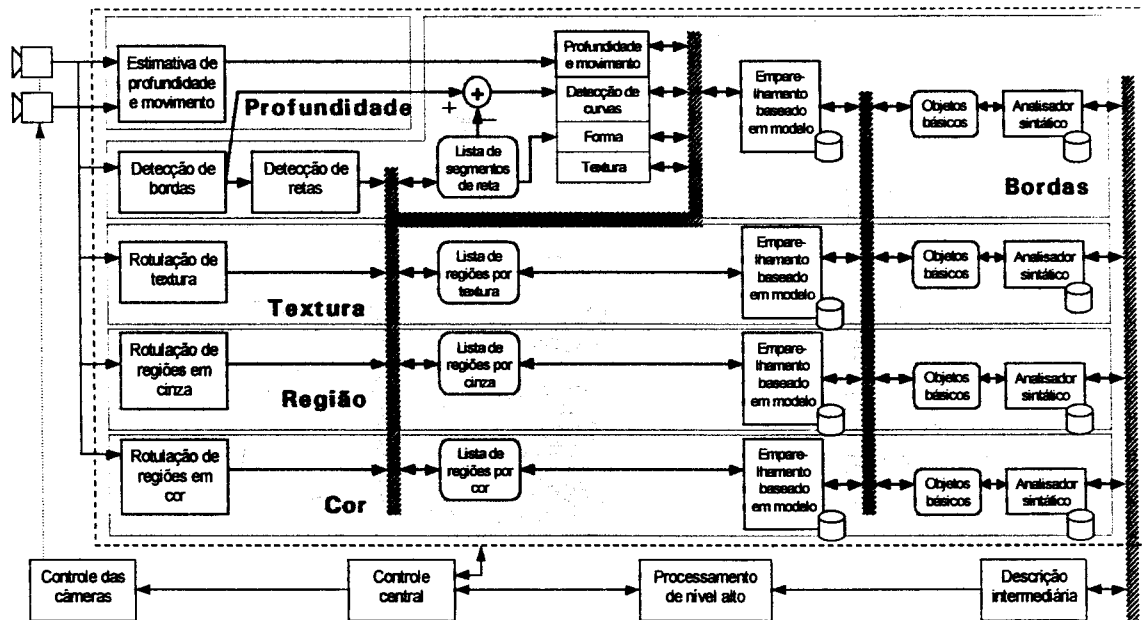 Estimativa de
profundidade
e movimento
Profundidade
Profundidade
e movimento
Detecção de
curvas
Forma
Textura
+
+
−
Detecção de
bordas
Detecção de
retas
Lista de
segmentos
de reta
Empare-
lhamento
baseado
em modelo
Objetos
básicos
Analisador
sintático
Bordas
Rotulação de
textura
Textura
Lista de
regiões por
textura
Empare-
lhamento
baseado
em modelo
Objetos
básicos
Analisador
sintático
Rotulação de
regiões em
cinza
Região
Lista de
regiões por
cinza
Empare-
lhamento
baseado
em modelo
Objetos
básicos
Analisador
sintático
Rotulação de
regiões em
cor
Cor
Lista de
regiões por
cor
Empare-
lhamento
baseado
em modelo
Objetos
básicos
Analisador
sintático
Controle das
câmeras
Controle
central
Processamento
de nível alto
Descrição
intermediária